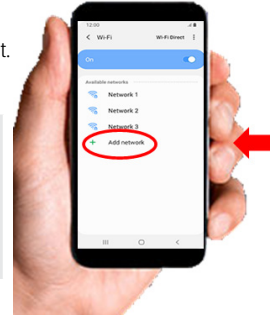 t.
12:00
Wi-Fi Wi-Fi Direct
On
Available networks
Network 1
Network 2
Network 3
Add network